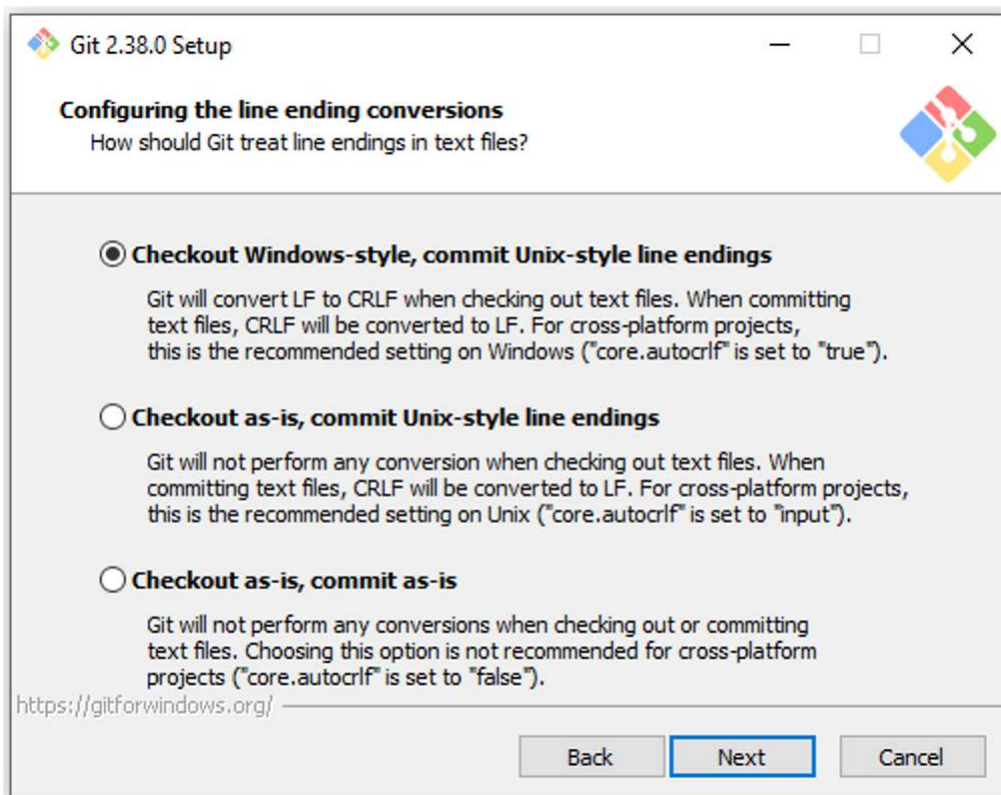 Git 2.38.0 Setup
Configuring the line ending conversions
How should Git treat line endings in text files?
Checkout Windows-style, commit Unix-style line endings
Git will convert LF to CRLF when checking out text files. When committing
text files, CRLF will be converted to LF. For cross-platform projects,
this is the recommended setting on Windows ("core.autocrlf" is set to "true").
Checkout as-is, commit Unix-style line endings
Git will not perform any conversion when checking out text files. When
committing text files, CRLF will be converted to LF. For cross-platform projects,
this is the recommended setting on Unix ("core.autocrlf" is set to "input").
Checkout as-is, commit as-is
Git will not perform any conversions when checking out or committing
text files. Choosing this option is not recommended for cross-platform
projects ("core.autocrlf" is set to "false").
https://gitforwindows.org/
Back Next Cancel